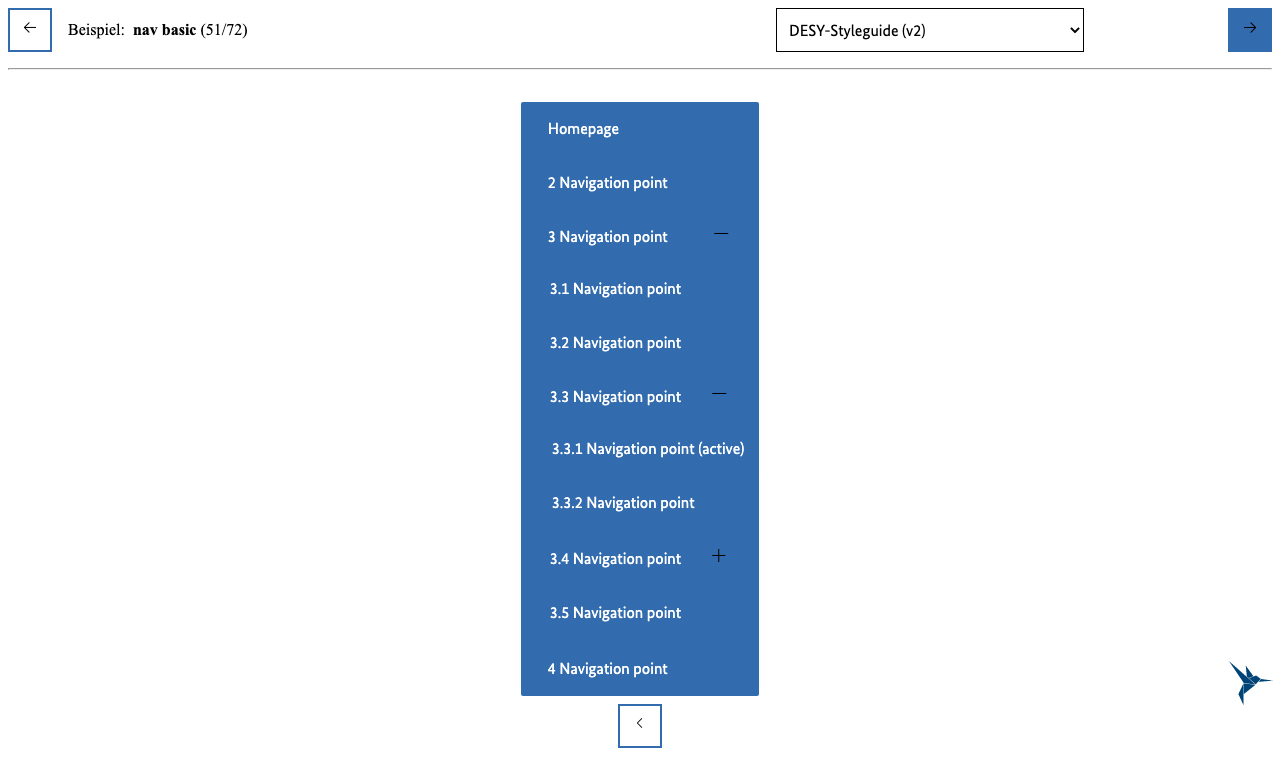 Beispiel: nav basic (51/72)
DESY-Styleguide (v2)
Homepage
2 Navigation point
3 Navigation point
3.1 Navigation point
3.2 Navigation point
3.3 Navigation point
3.3.1 Navigation point (active)
3.3.2 Navigation point
3.4 Navigation point
3.5 Navigation point
4 Navigation point